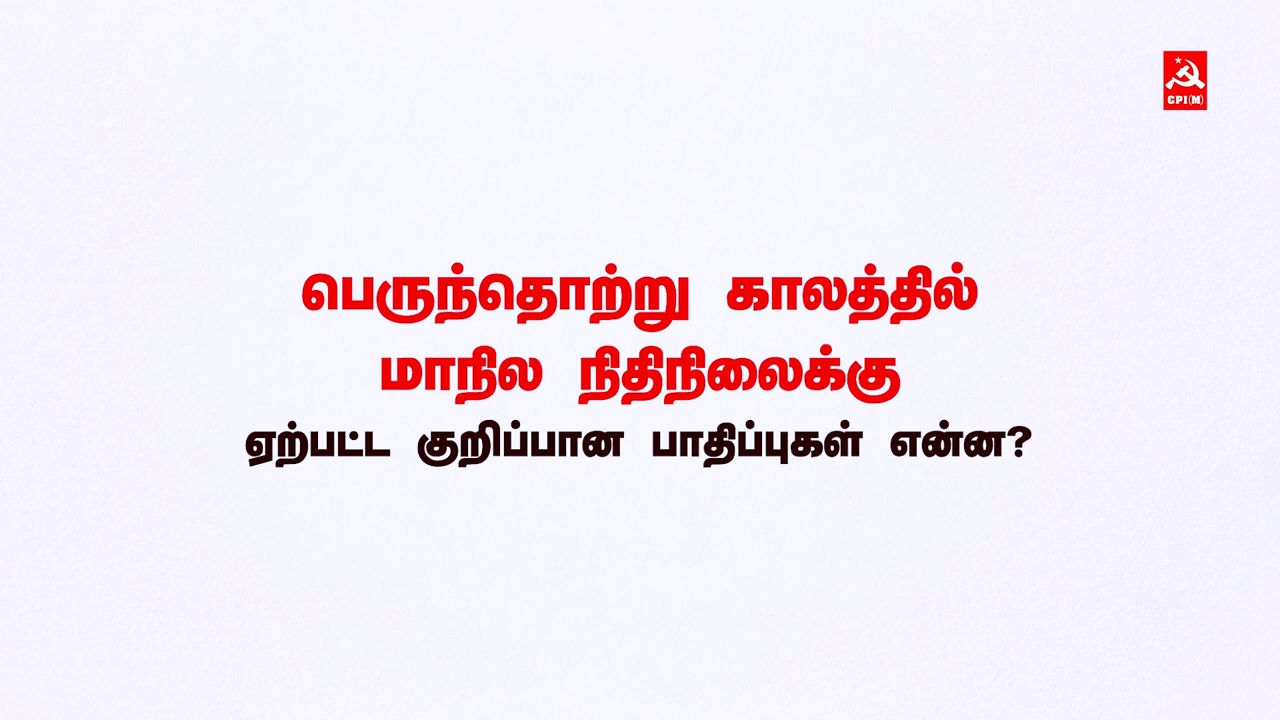 CPI(M)
பெருந்தொற்று காலத்தில்
மாநில நிதிநிலைக்கு
ஏற்பட்ட குறிப்பான பாதிப்புகள் என்ன?